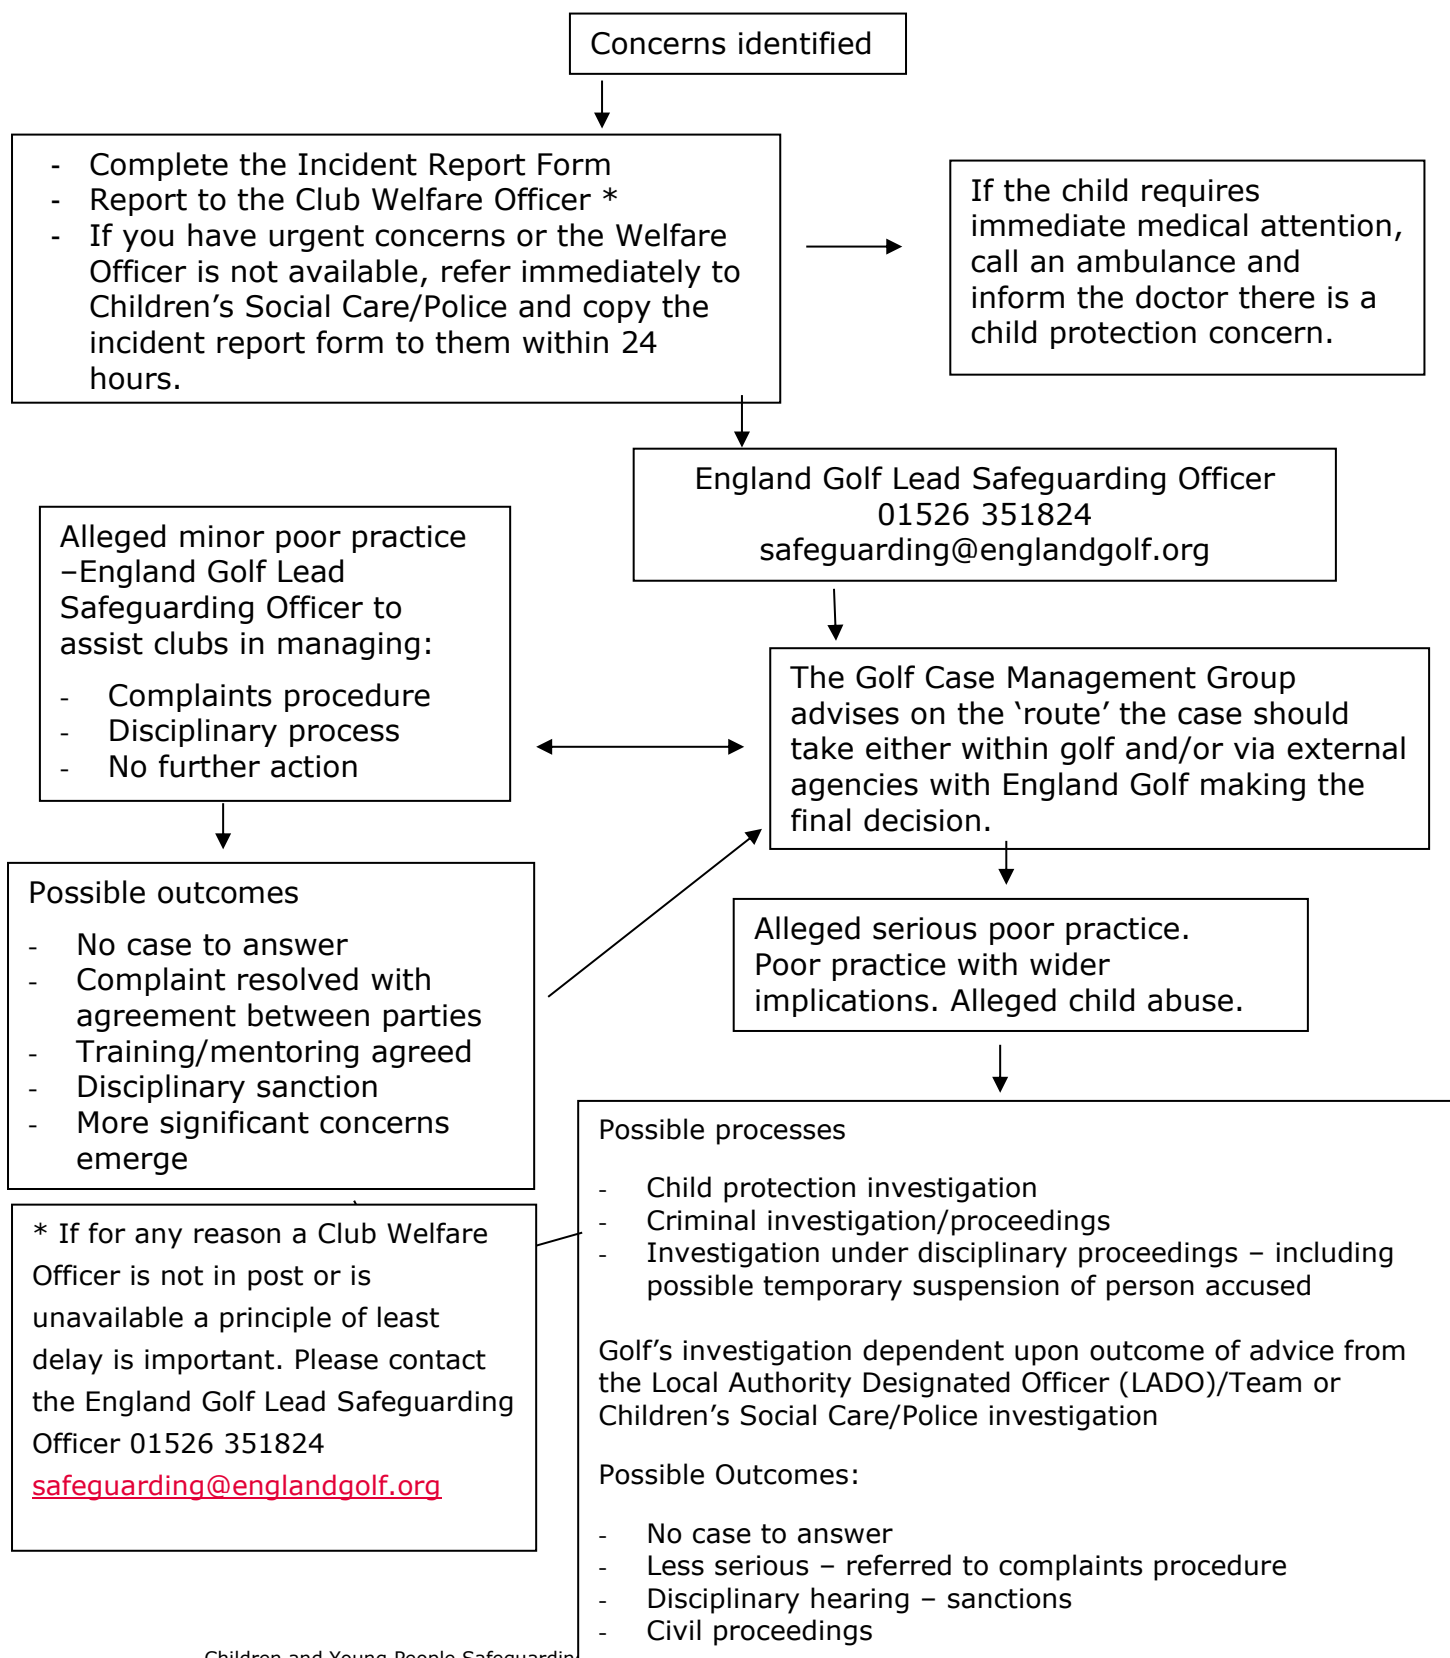 Concerns identified
- Complete the Incident Report Form
- Report to the Club Welfare Officer *
- If you have urgent concerns or the Welfare
Officer is not available, refer immediately to
Children’s Social Care/Police and copy the
incident report form to them within 24
hours.
If the child requires
immediate medical attention,
call an ambulance and
inform the doctor there is a
child protection concern.
England Golf Lead Safeguarding Officer
01526 351824
safeguarding@englandgolf.org
Alleged minor poor practice
–England Golf Lead
Safeguarding Officer to
assist clubs in managing:
- Complaints procedure
- Disciplinary process
- No further action
The Golf Case Management Group
advises on the ‘route’ the case should
take either within golf and/or via external
agencies with England Golf making the
final decision.
Possible outcomes
- No case to answer
- Complaint resolved with
agreement between parties
- Training/mentoring agreed
- Disciplinary sanction
- More significant concerns
emerge
Alleged serious poor practice.
Poor practice with wider
implications. Alleged child abuse.
* If for any reason a Club Welfare
Officer is not in post or is
unavailable a principle of least
delay is important. Please contact
the England Golf Lead Safeguarding
Officer 01526 351824
safeguarding@englandgolf.org
Possible processes
- Child protection investigation
- Criminal investigation/proceedings
- Investigation under disciplinary proceedings – including
possible temporary suspension of person accused
Golf’s investigation dependent upon outcome of advice from
the Local Authority Designated Officer (LADO)/Team or
Children’s Social Care/Police investigation
Possible Outcomes:
- No case to answer
- Less serious – referred to complaints procedure
- Disciplinary hearing – sanctions
- Civil proceedings
Children and Young People Safeguarding